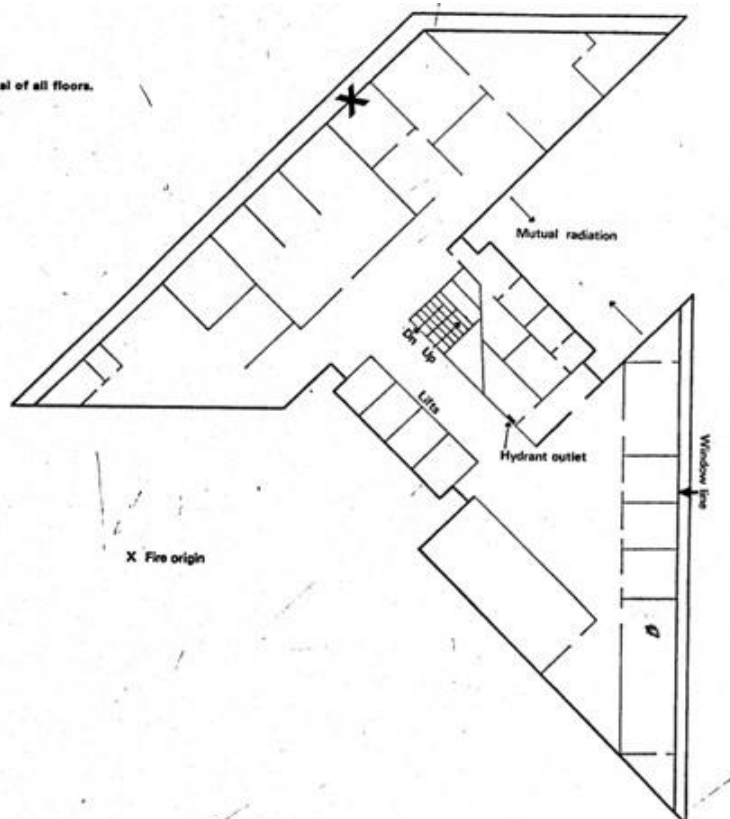 al of all floors.
X
Mutual radiation
Dn
Up
Lifts
Hydrant outlet
Window line
X Fire origin